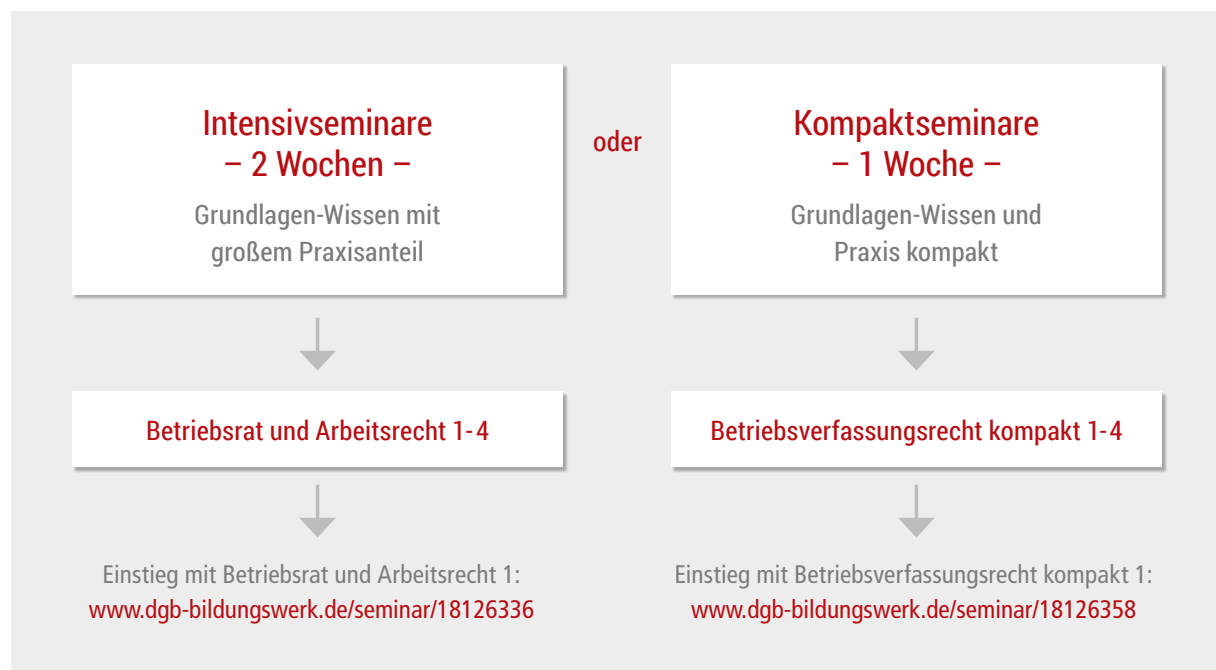 Intensivseminare
– 2 Wochen –
Grundlagen-Wissen mit
großem Praxisanteil
oder
Kompaktseminare
– 1 Woche –
Grundlagen-Wissen und
Praxis kompakt
Betriebsrat und Arbeitsrecht 1-4
Betriebsverfassungsrecht kompakt 1-4
Einstieg mit Betriebsrat und Arbeitsrecht 1:
www.dgb-bildungswerk.de/seminar/18126336
Einstieg mit Betriebsverfassungsrecht kompakt 1:
www.dgb-bildungswerk.de/seminar/18126358